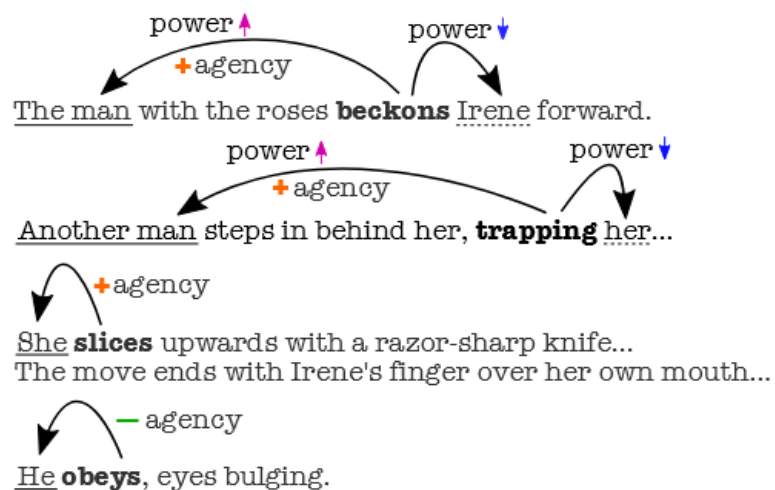 power power
+ agency
The man with the roses beckons Irene forward.
power power
+ agency
Another man steps in behind her, trapping her...
+ agency
She slices upwards with a razor-sharp knife...
The move ends with Irene's finger over her own mouth...
− agency
He obeys, eyes bulging.